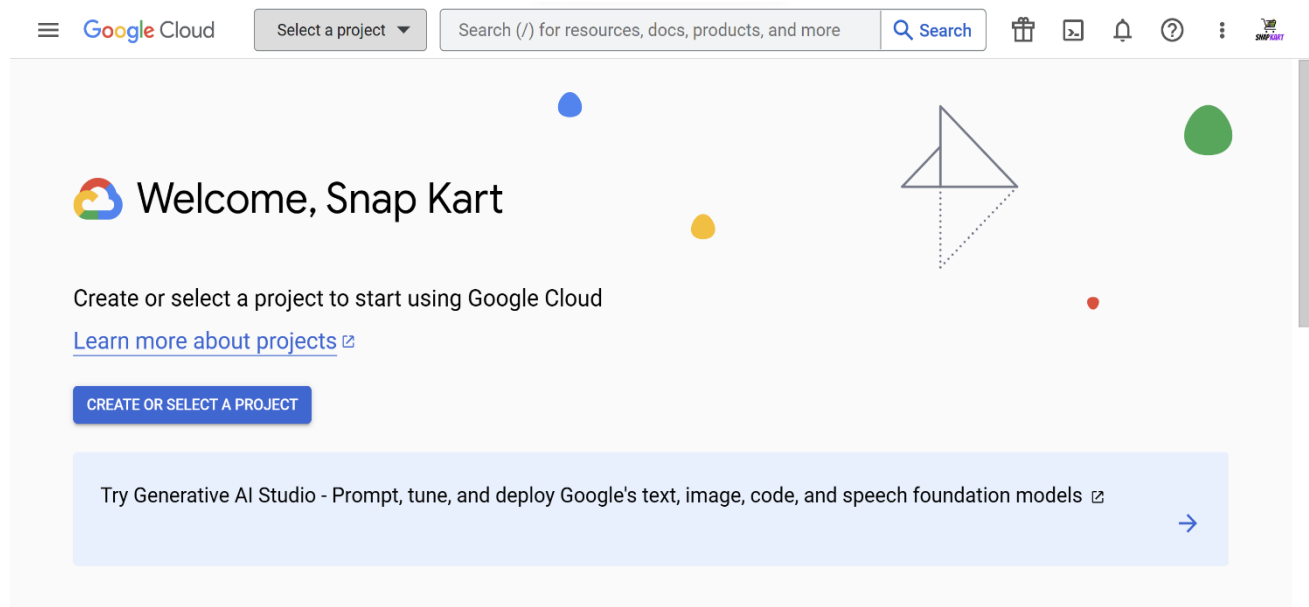 Google Cloud
Select a project
Search (/) for resources, docs, products, and more
Search
SNAPKART
Welcome, Snap Kart
Create or select a project to start using Google Cloud
Learn more about projects
CREATE OR SELECT A PROJECT
Try Generative AI Studio - Prompt, tune, and deploy Google's text, image, code, and speech foundation models